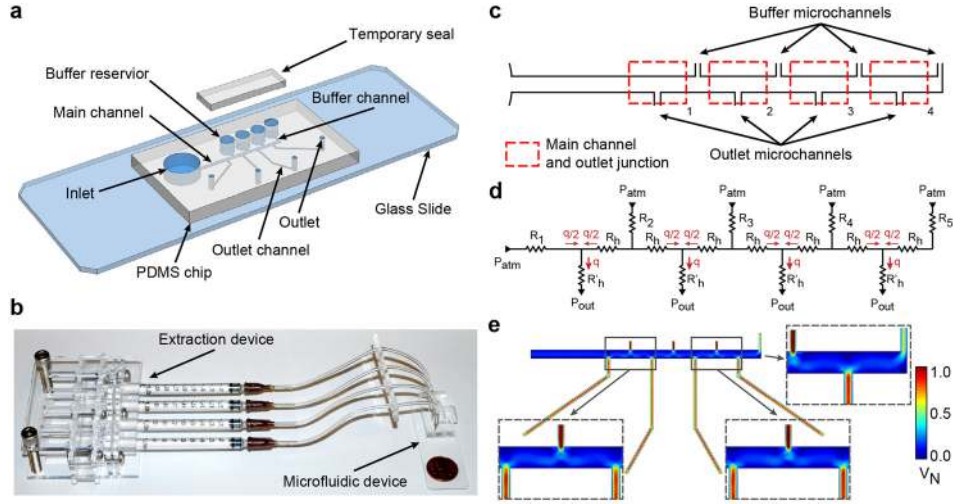 a
Temporary seal
Buffer reservior
Buffer channel
Main channel
Inlet
Outlet
Glass Slide
Outlet channel
PDMS chip
b
Extraction device
Microfluidic device
c
Buffer microchannels
1 2 3 4
Main channel
and outlet junction
Outlet microchannels
d
Patm Patm Patm Patm
R2 R3 R4 R5
R1 q/2 q/2 Rh Rh q/2 q/2 Rh Rh q/2 q/2 Rh Rh q/2 q/2 Rh
Patm
q q q q
R'h R'h R'h R'h
Pout Pout Pout Pout
e
1.0
0.5
0.0
VN